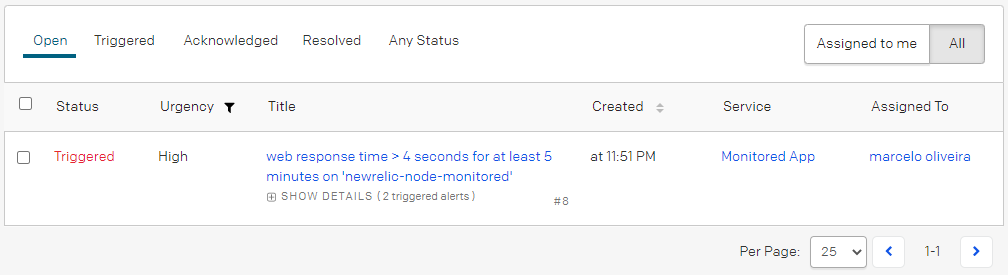 Open Triggered Acknowledged Resolved Any Status Assigned to me All
Status Urgency Title Created Service Assigned To
Triggered High web response time > 4 seconds for at least 5 at 11:51 PM Monitored App marcelo oliveira
minutes on 'newrelic-node-monitored'
SHOW DETAILS ( 2 triggered alerts )
#8
Per Page: 25 1-1